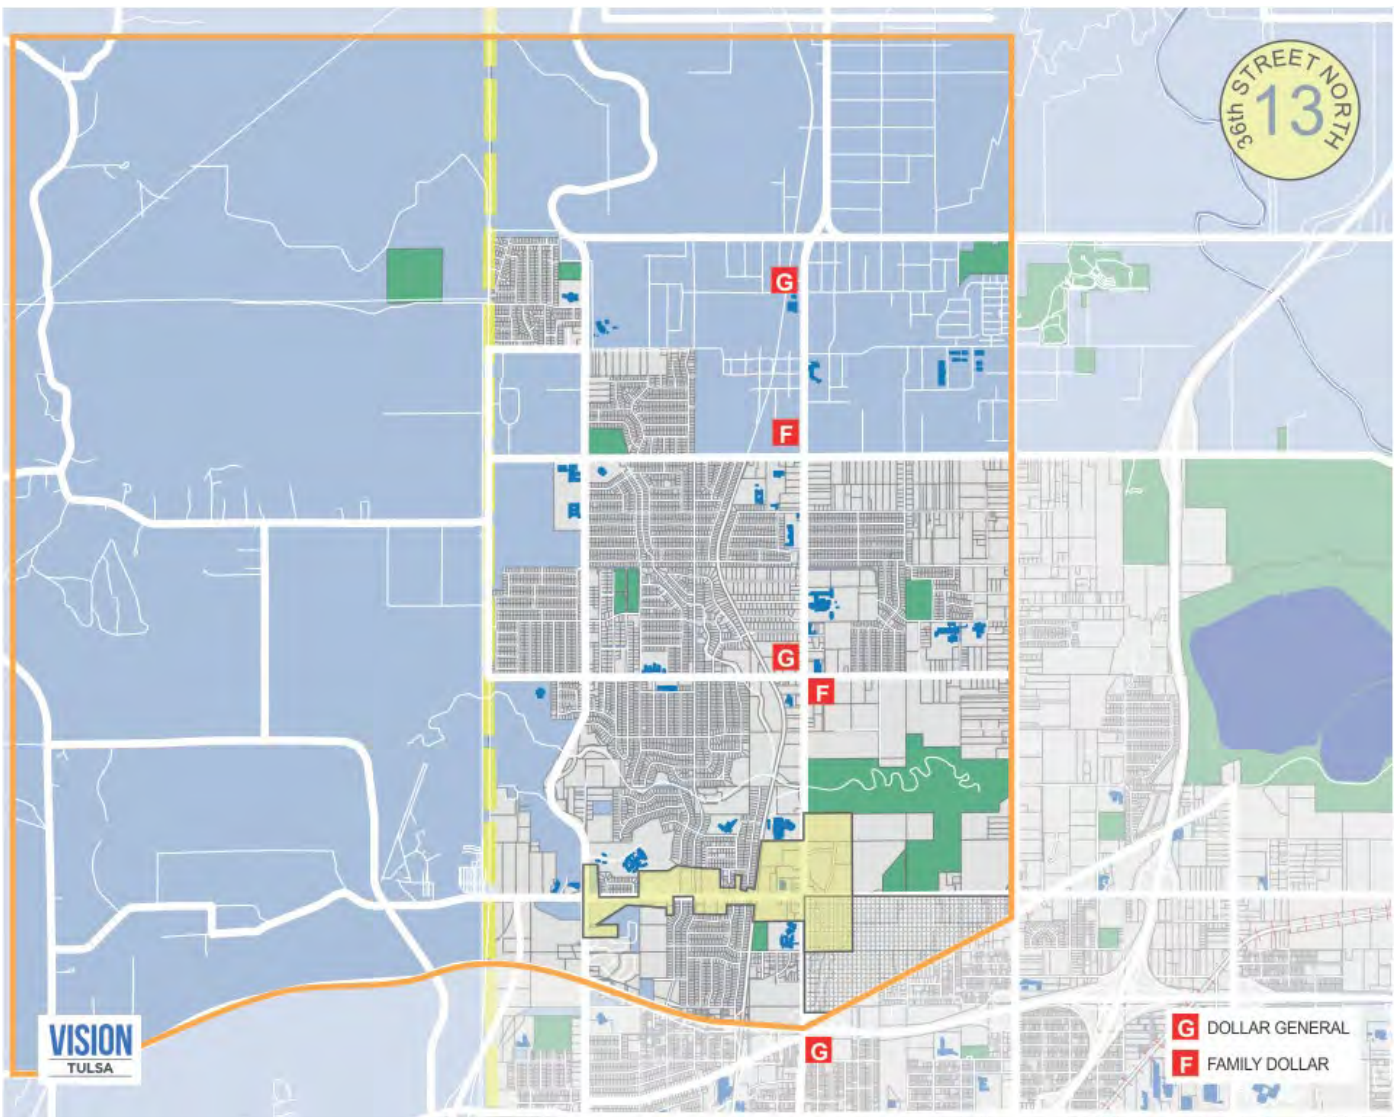 36th STREET NORTH
13
G
F
G
F
G
VISION
TULSA
G DOLLAR GENERAL
F FAMILY DOLLAR